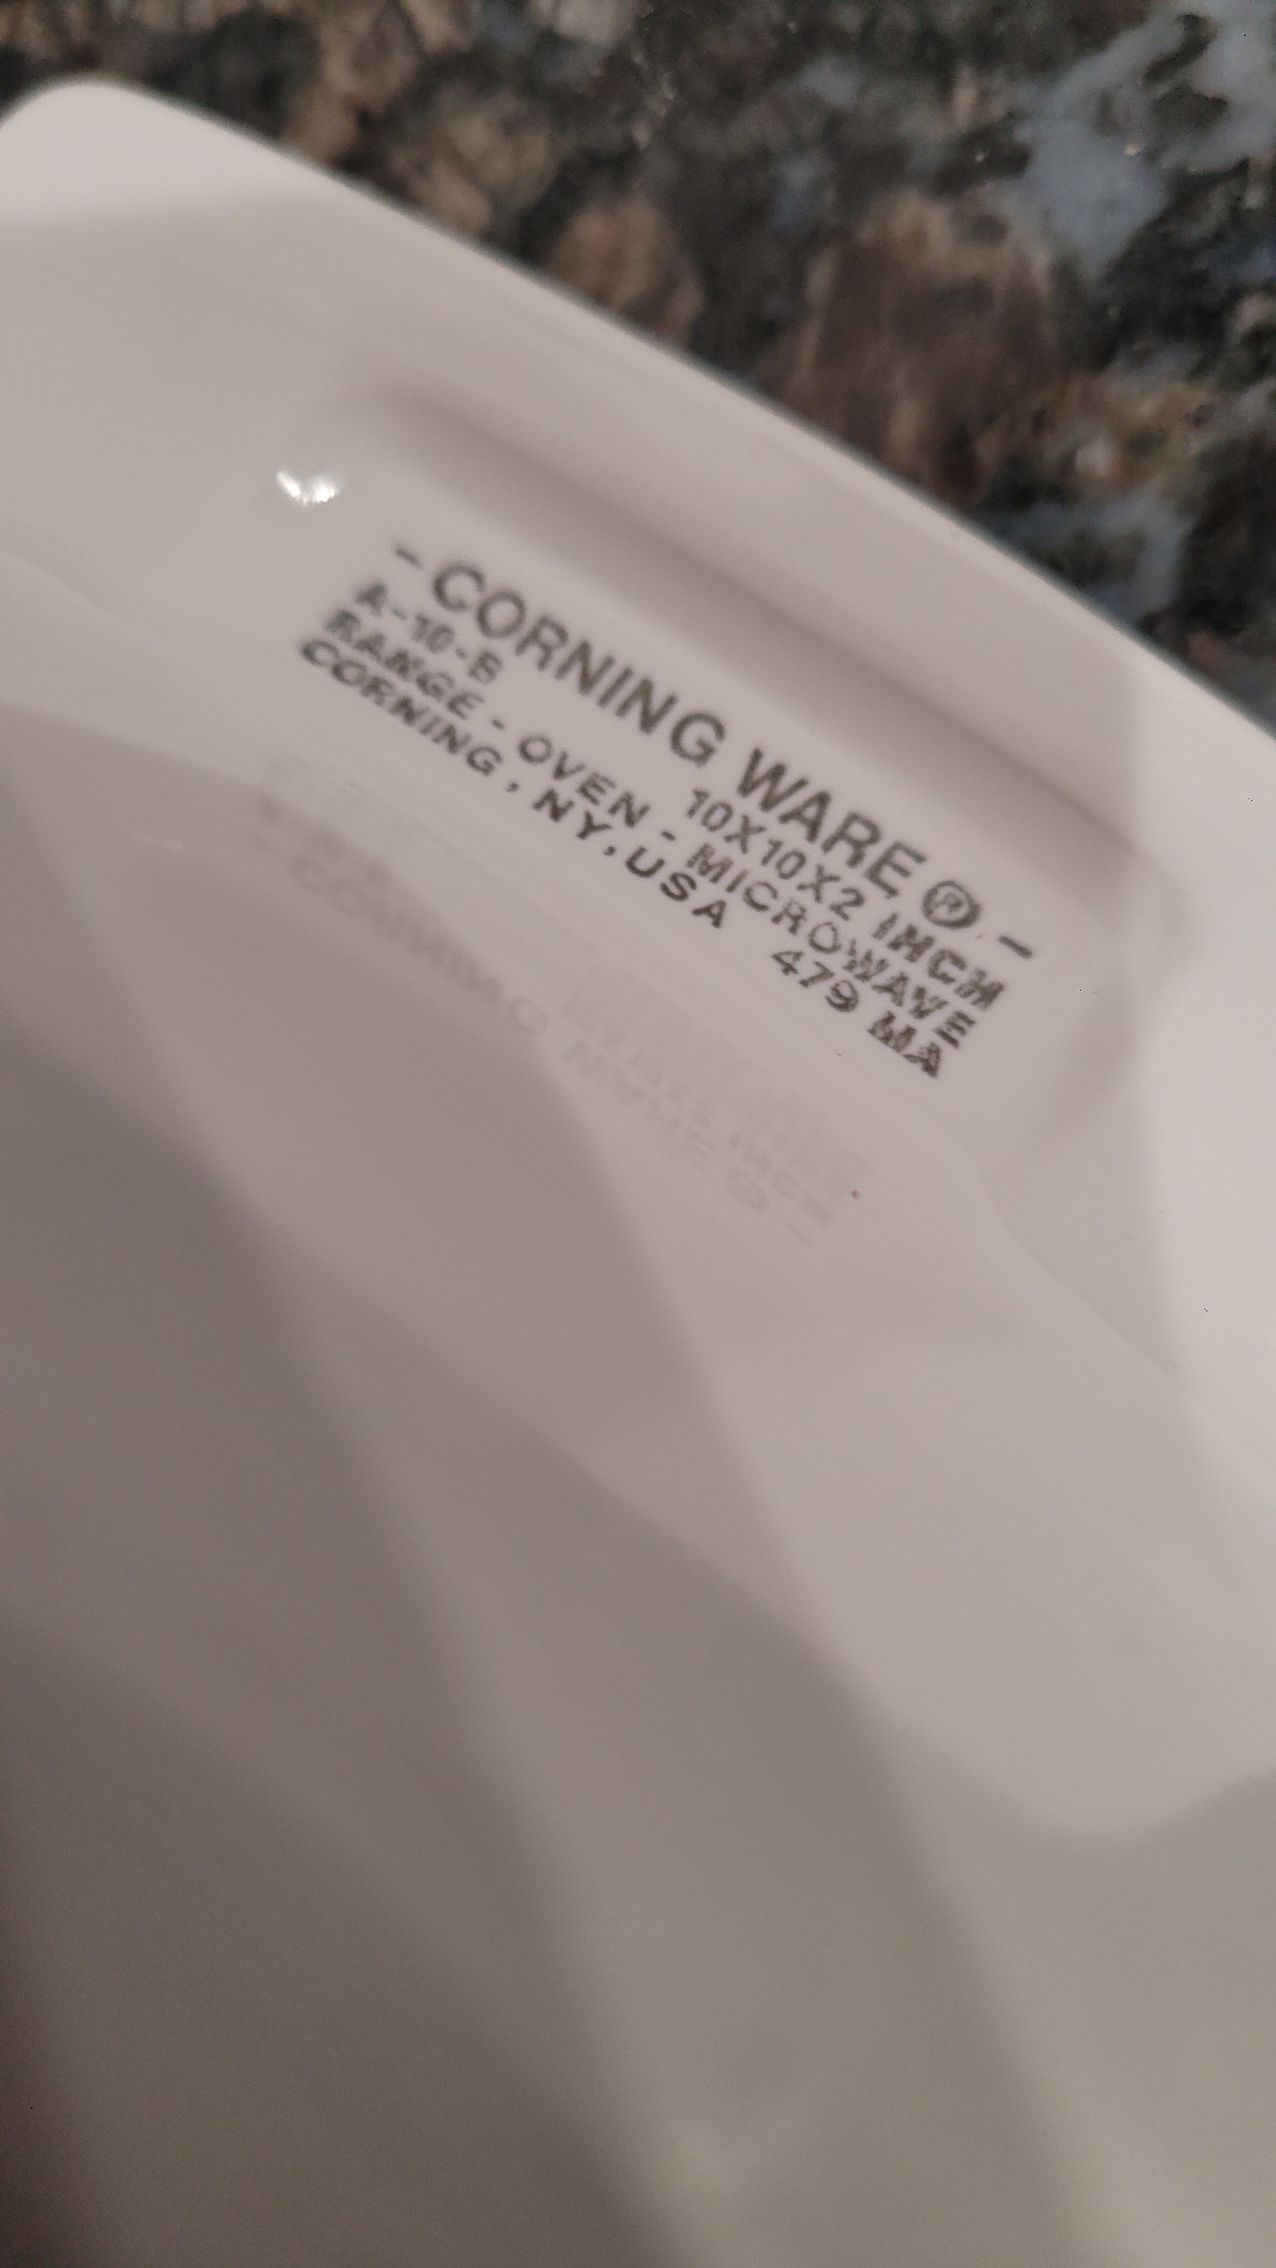 - CORNING WARE ® -
A-10-B 10X10X2 INCH
RANGE - OVEN - MICROWAVE
CORNING, NY, USA 479 MA